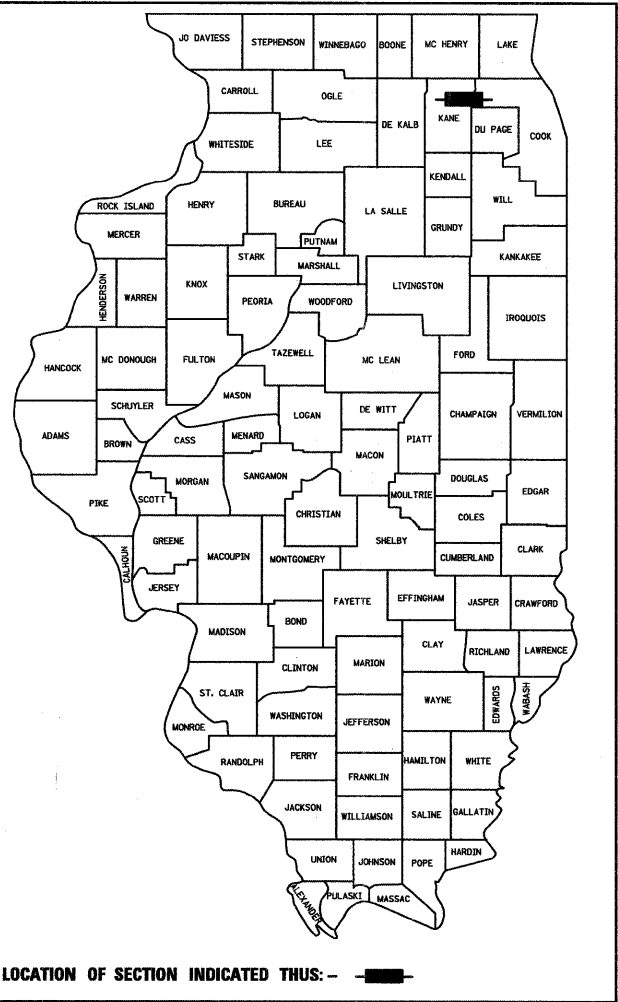 JO DAVIESS
STEPHENSON
WINNEBAGO
BOONE
MC HENRY
LAKE
CARROLL
OGLE
DE KALB
KANE
DU PAGE
COOK
WHITESIDE
LEE
KENDALL
WILL
ROCK ISLAND
HENRY
BUREAU
LA SALLE
GRUNDY
MERCER
PUTNAM
STARK
MARSHALL
KANKAKEE
HENDERSON
WARREN
KNOX
PEORIA
WOODFORD
LIVINGSTON
IROQUOIS
HANCOCK
MC DONOUGH
FULTON
TAZEWELL
MC LEAN
FORD
SCHUYLER
MASON
LOGAN
DE WITT
CHAMPAIGN
VERMILION
ADAMS
BROWN
CASS
MENARD
MACON
PIATT
PIKE
SCOTT
MORGAN
SANGAMON
CHRISTIAN
MOULTRIE
DOUGLAS
EDGAR
COLES
SHELBY
CALHOUN
GREENE
MACOUPIN
MONTGOMERY
CUMBERLAND
CLARK
JERSEY
FAYETTE
EFFINGHAM
JASPER
CRAWFORD
MADISON
BOND
CLAY
RICHLAND
LAWRENCE
CLINTON
MARION
ST. CLAIR
WAYNE
EDWARDS
WABASH
MONROE
WASHINGTON
JEFFERSON
RANDOLPH
PERRY
HAMILTON
WHITE
FRANKLIN
JACKSON
WILLIAMSON
SALINE
GALLATIN
UNION
JOHNSON
POPE
HARDIN
ALEXANDER
PULASKI
MASSAC
LOCATION OF SECTION INDICATED THUS: -